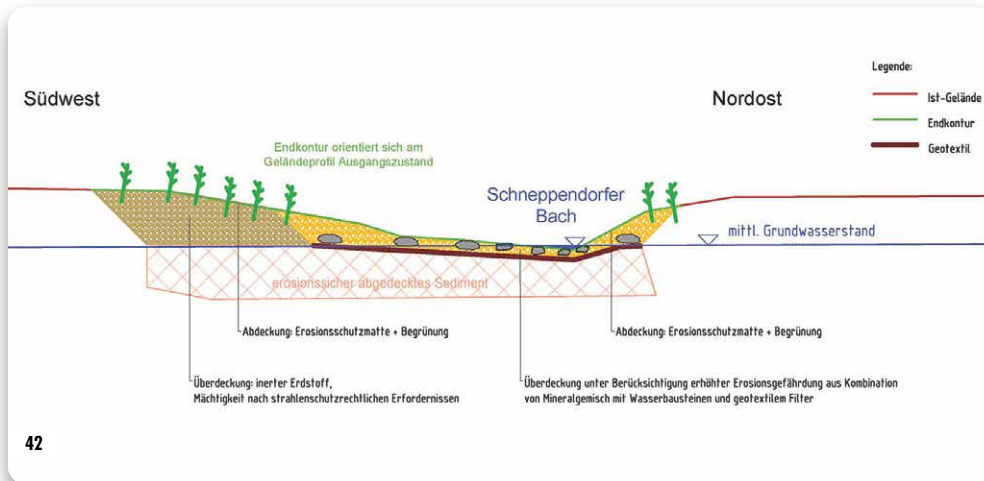 Legende:
Südwest
Nordost
Ist-Gelände
Endkontur
Geotextil
Endkontur orientiert sich am
Geländeprofil Ausgangszustand
Schneppendorfer
Bach
mittl. Grundwasserstand
erosionssicher abgedecktes Sediment
Abdeckung: Erosionsschutzmatte + Begrünung
Abdeckung: Erosionsschutzmatte + Begrünung
Überdeckung: inerter Erdstoff,
Mächtigkeit nach strahlenschutzrechtlichen Erfordernissen
Überdeckung unter Berücksichtigung erhöhter Erosionsgefährdung aus Kombination
von Mineralgemisch mit Wasserbausteinen und geotextilem Filter
42